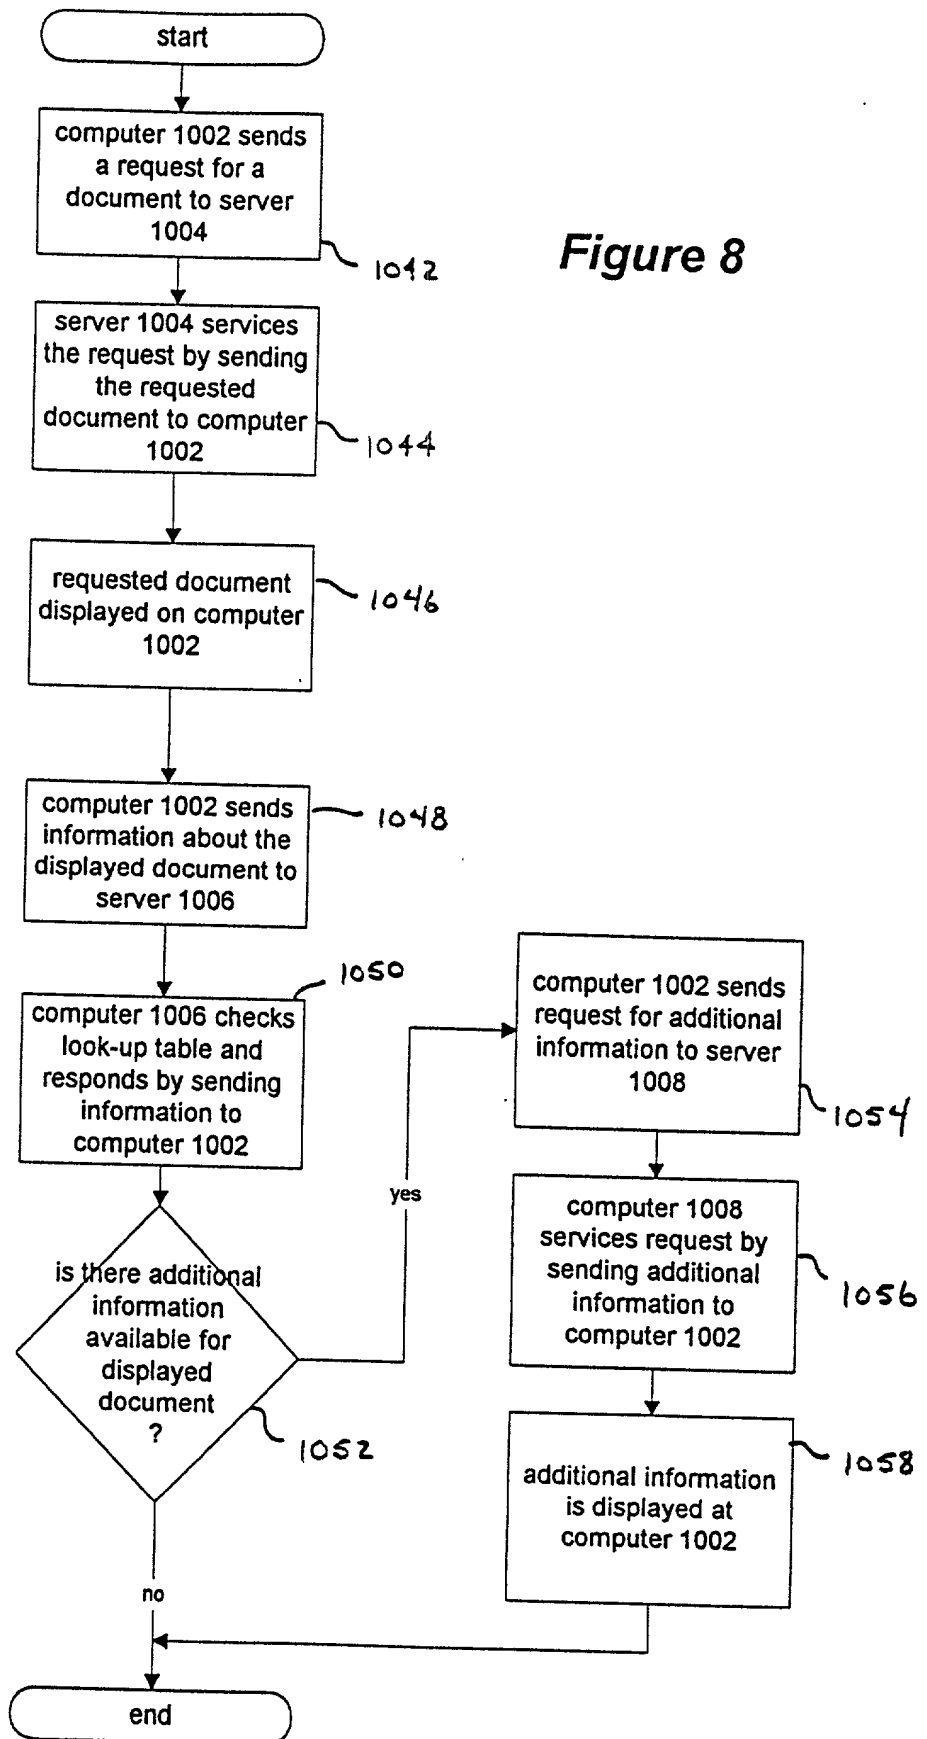 start
computer 1002 sends
a request for a
document to server
1004
1042
Figure 8
server 1004 services
the request by sending
the requested
document to computer
1002
1044
requested document
displayed on computer
1002
1046
computer 1002 sends
information about the
displayed document to
server 1006
1048
computer 1006 checks
look-up table and
responds by sending
information to
computer 1002
1050
is there additional
information
available for
displayed
document
?
1052
yes
no
computer 1002 sends
request for additional
information to server
1008
1054
computer 1008
services request by
sending additional
information to
computer 1002
1056
additional information
is displayed at
computer 1002
1058
end